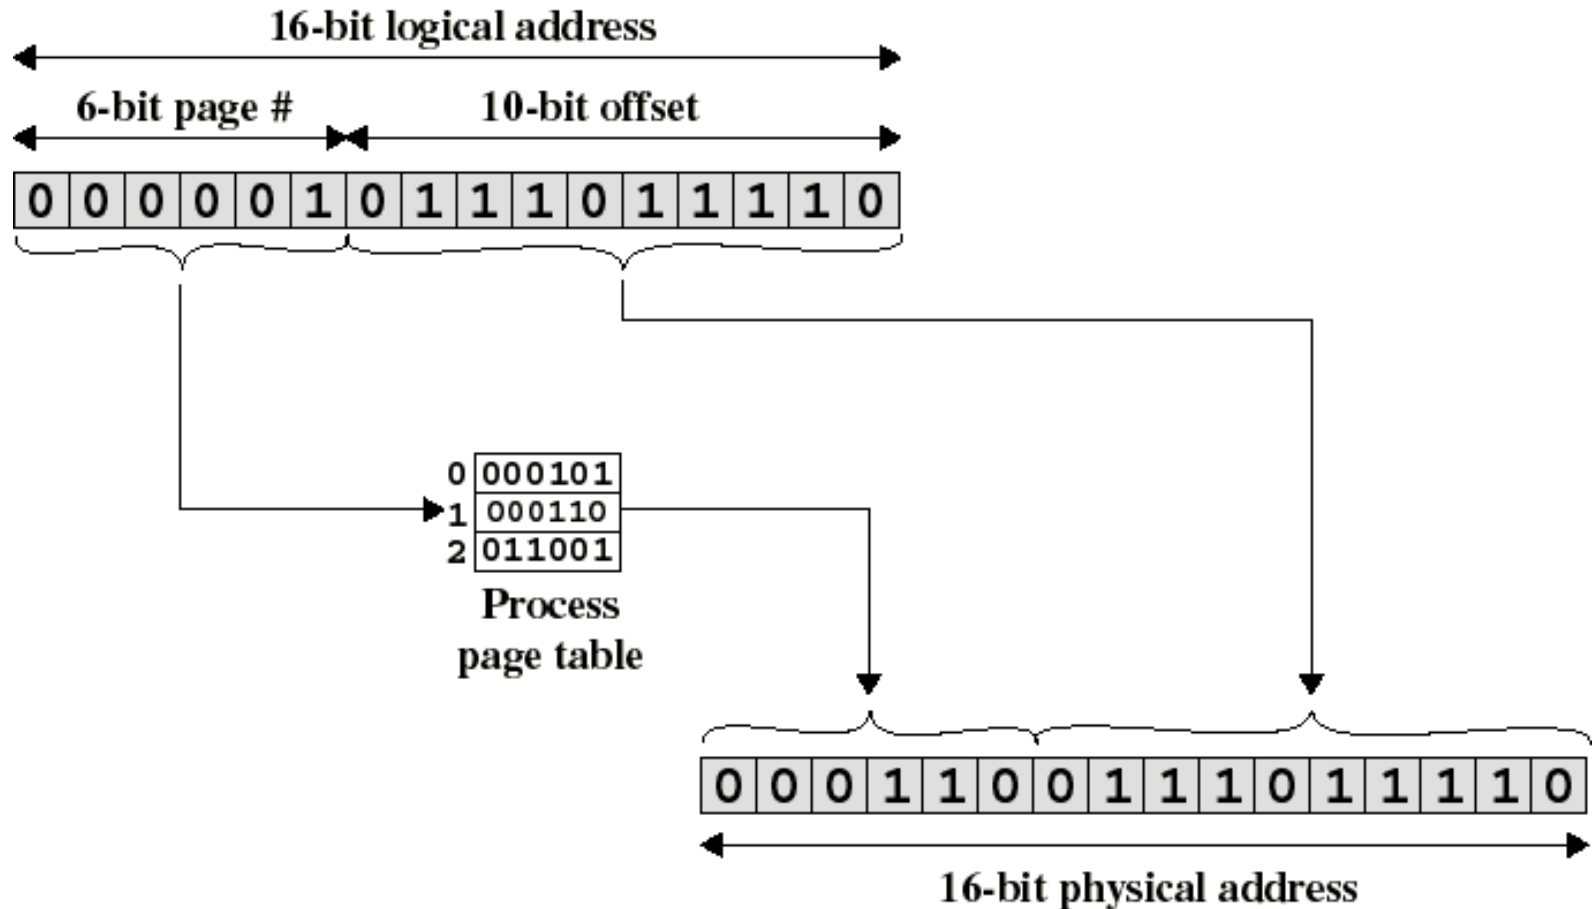 16-bit logical address
6-bit page # 10-bit offset
0 0 0 0 0 1 0 1 1 1 0 1 1 1 1 0
0 000101
1 000110
2 011001
Process
page table
0 0 0 1 1 0 0 1 1 1 0 1 1 1 1 0
16-bit physical address